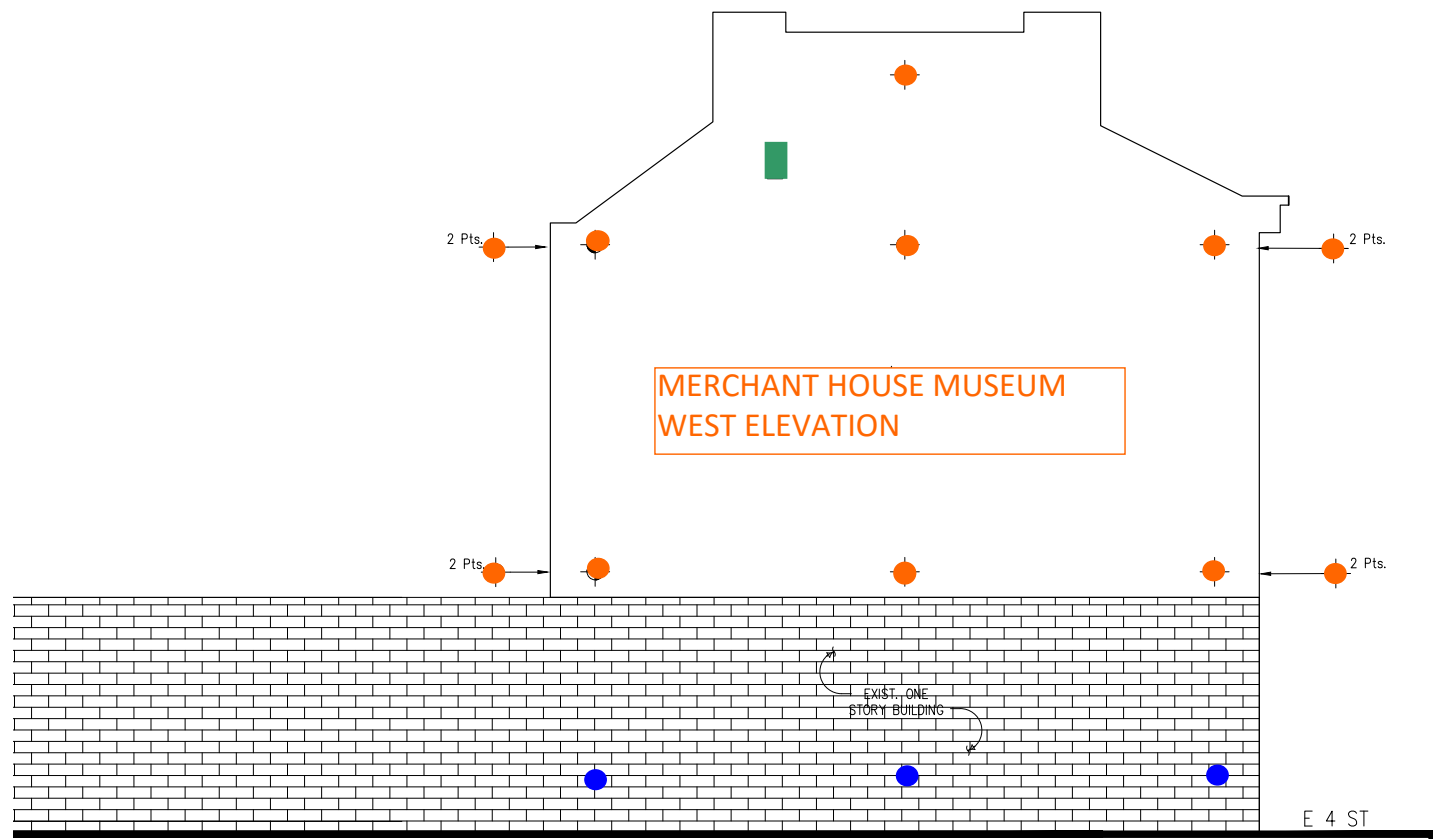 2 Pts.
2 Pts.
MERCHANT HOUSE MUSEUM
WEST ELEVATION
2 Pts.
2 Pts.
EXIST. ONE
STORY BUILDING
E 4 ST